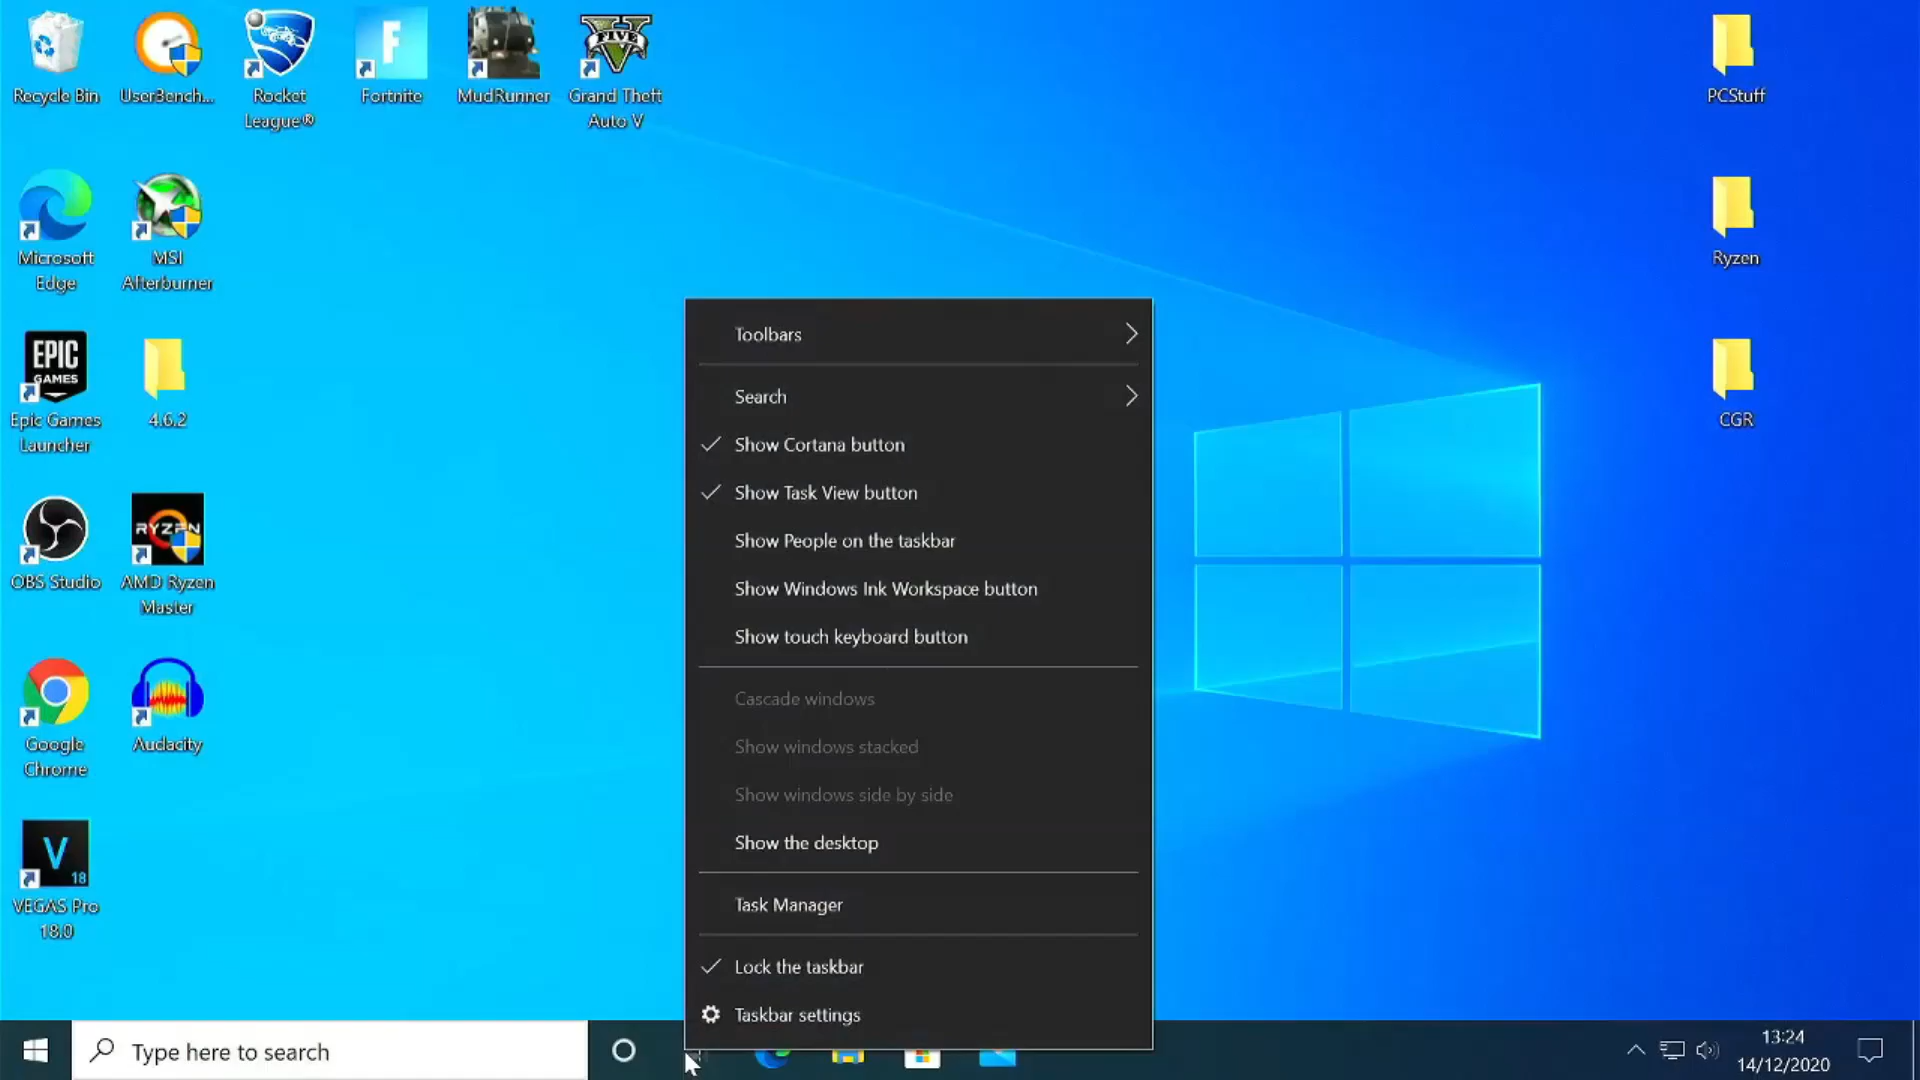 Recycle Bin
UserBench...
Rocket
League®
Fortnite
MudRunner
Grand Theft
Auto V
PCStuff
Microsoft
Edge
MSI
Afterburner
Ryzen
EPIC
GAMES
Epic Games
Launcher
4.6.2
CGR
OBS Studio
RYZEN
AMD Ryzen
Master
Google
Chrome
Audacity
V
18
VEGAS Pro
18.0
F
V
FIVE
Toolbars
Search
Show Cortana button
Show Task View button
Show People on the taskbar
Show Windows Ink Workspace button
Show touch keyboard button
Cascade windows
Show windows stacked
Show windows side by side
Show the desktop
Task Manager
Lock the taskbar
Taskbar settings
Type here to search
13:24
14/12/2020